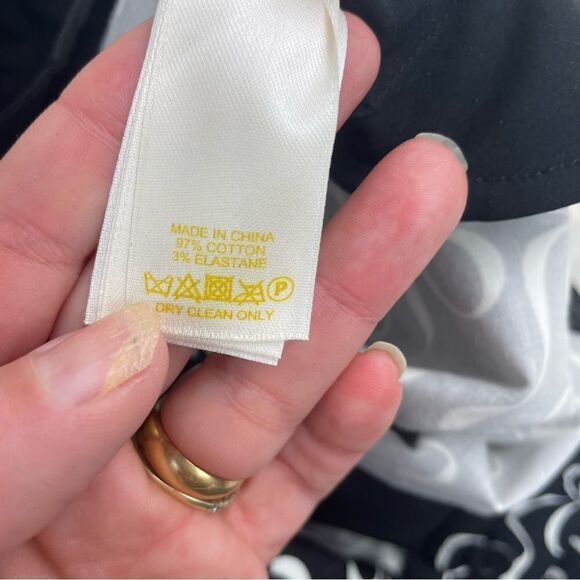 MADE IN CHINA
97% COTTON
3% ELASTANE
P
DRY CLEAN ONLY